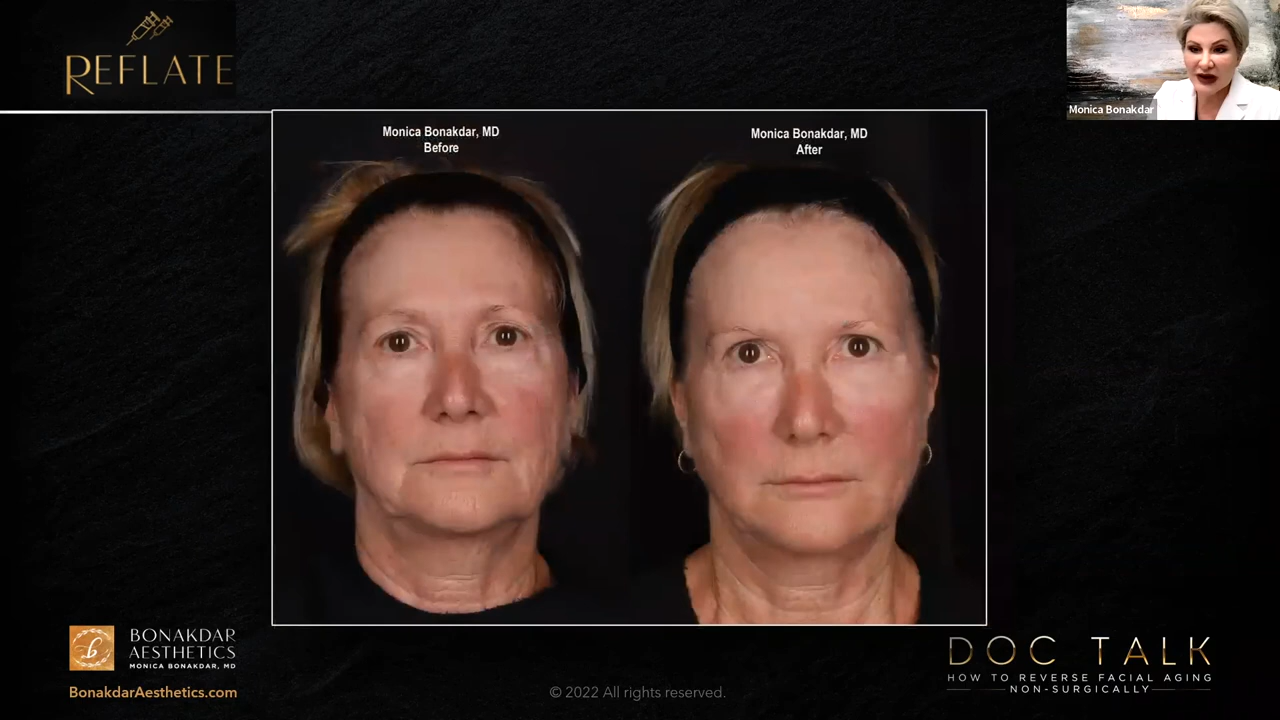 REFLATE
Monica Bonakdar
Monica Bonakdar, MD
Before
Monica Bonakdar, MD
After
BONAKDAR
AESTHETICS
MONICA BONAKDAR, MD
BonakdarAesthetics.com
© 2022 All rights reserved.
DOC TALK
HOW TO REVERSE FACIAL AGING
NON-SURGICALLY